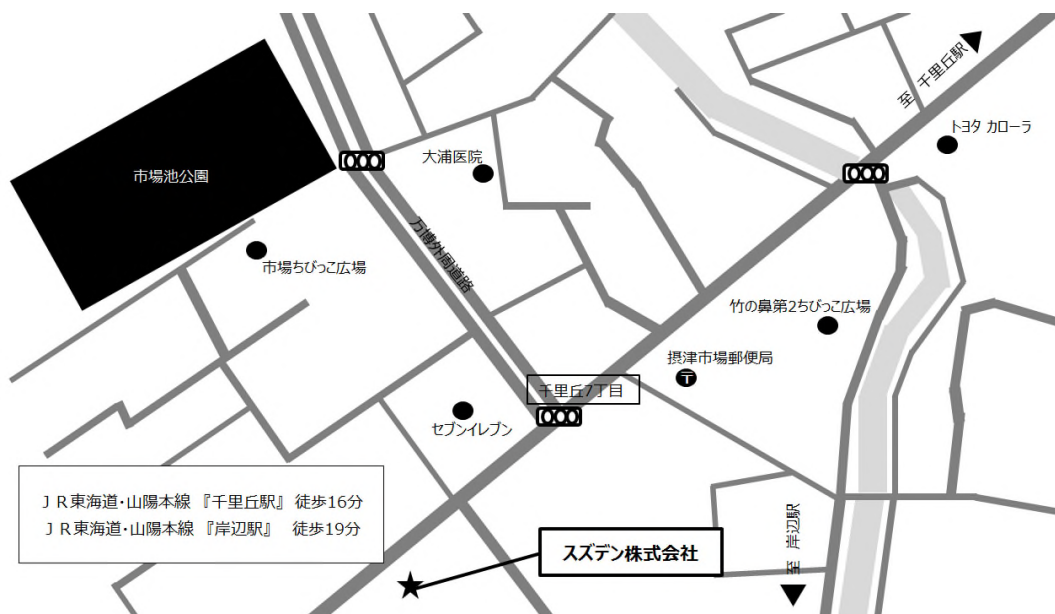 至 千里丘駅
トヨタ カローラ
大浦医院
市場池公園
万博外周道路
市場ちびっこ広場
竹の鼻第2ちびっこ広場
摂津市場郵便局
〒
千里丘7丁目
セブンイレブン
JR東海道・山陽本線 『千里丘駅』 徒歩16分
JR東海道・山陽本線 『岸辺駅』 徒歩19分
スズデン株式会社
至 岸辺駅